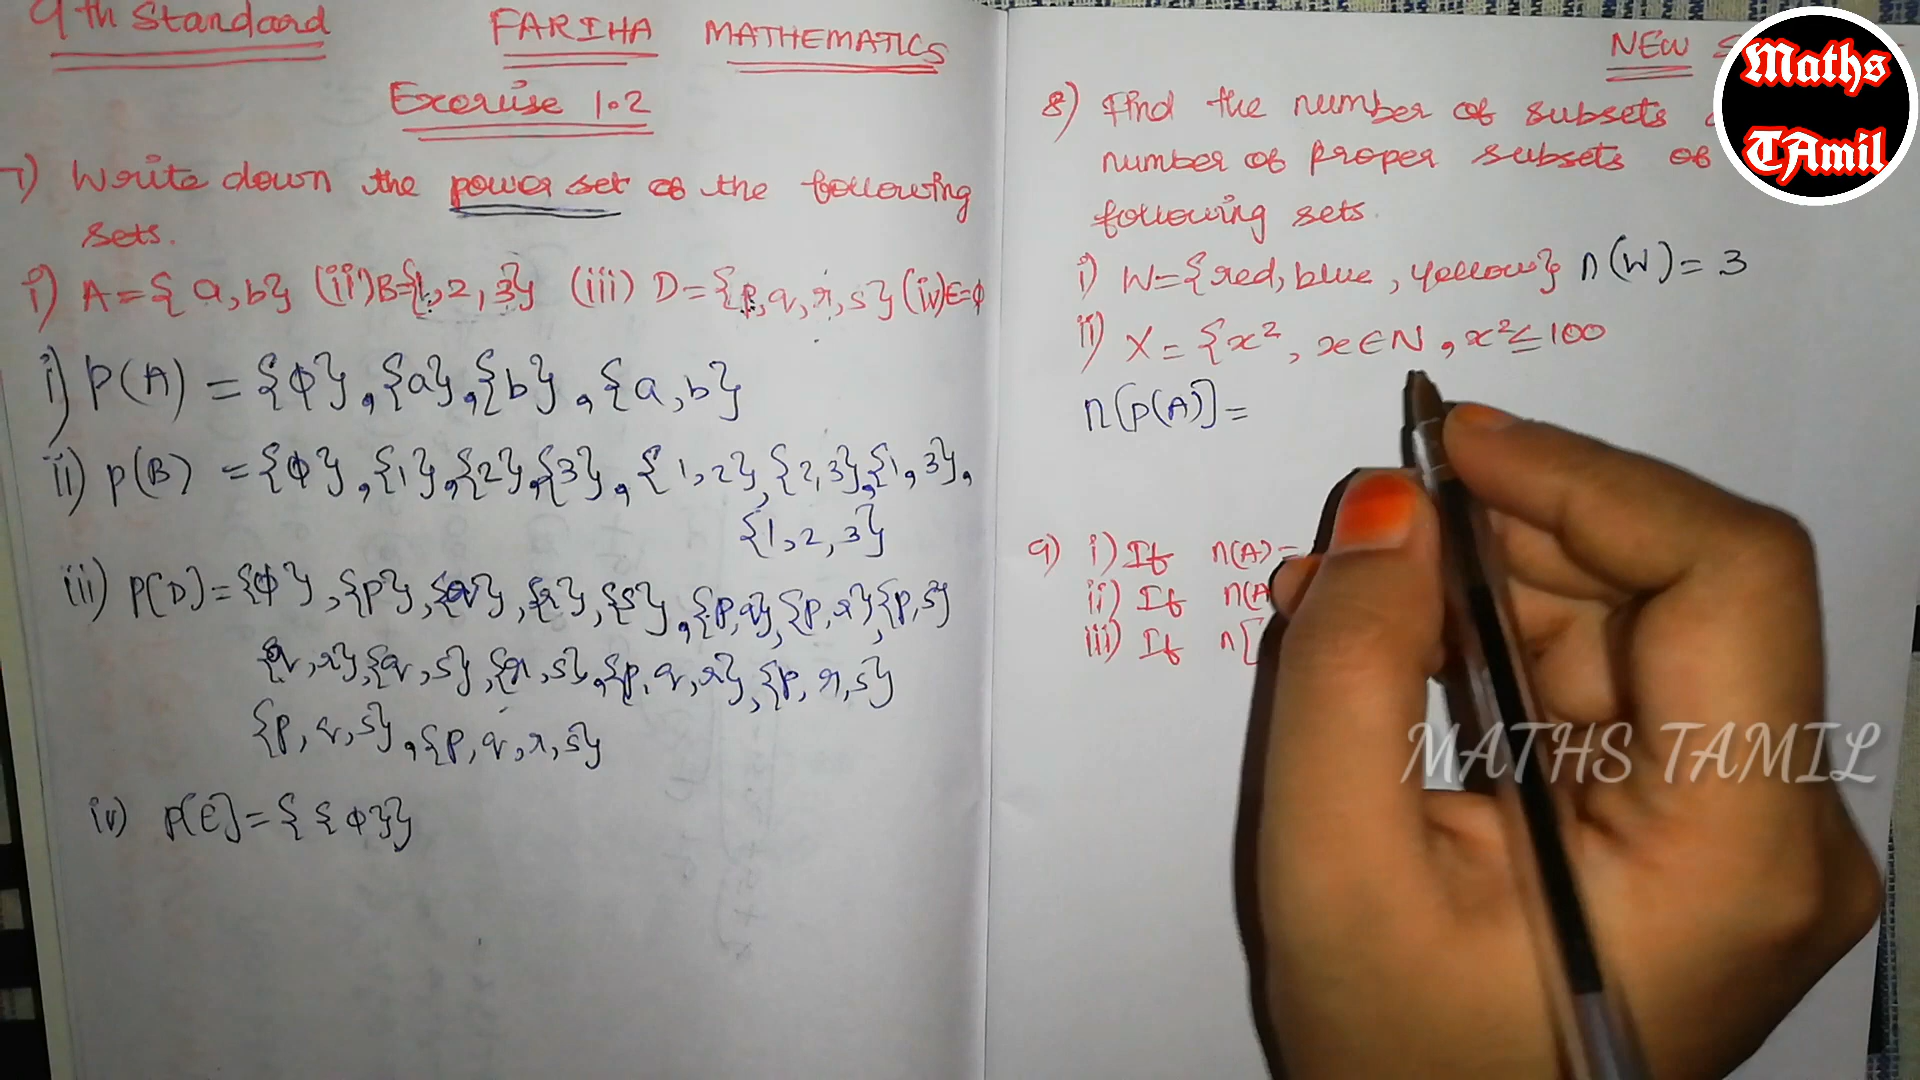 9th Standard FARIHA MATHEMATICS
Exercise 1.2
7) Write down the power set of the following
sets.
i) A = {a, b} (ii) B={1, 2, 3} (iii) D = {p, q, r, s} (iv) E=ϕ
i) P(A) = {ϕ}, {a}, {b}, {a, b}
ii) P(B) = {ϕ}, {1}, {2}, {3}, {1, 2}, {2, 3}, {1, 3},
{1, 2, 3}
iii) P[D] = {ϕ}, {p}, {q}, {r}, {s}, {p, q}, {p, r}, {p, s}
{q, r}, {q, s}, {r, s}, {p, q, r}, {p, r, s}
{p, q, s}, {p, q, r, s}
iv) P[E] = { {ϕ}}
NEW
8) Find the number of subsets
number of proper subsets of
following sets.
i) W = {red, blue, yellow} n(W) = 3
ii) X = {x², x ∈ N, x² ≤ 100
n[P(A)] =
9) i) If n(A) =
ii) If n(A
iii) If n[
Maths
TAmil
MATHS TAMIL